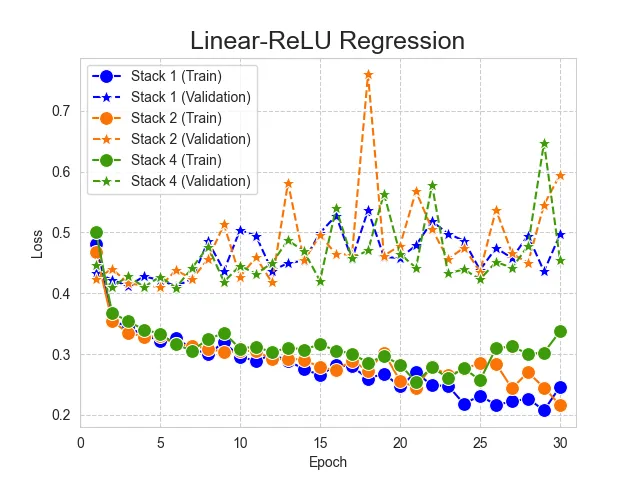 Linear-ReLU Regression
Stack 1 (Train)
Stack 1 (Validation)
Stack 2 (Train)
Stack 2 (Validation)
Stack 4 (Train)
Stack 4 (Validation)
Loss
0.7
0.6
0.5
0.4
0.3
0.2
0 5 10 15 20 25 30
Epoch